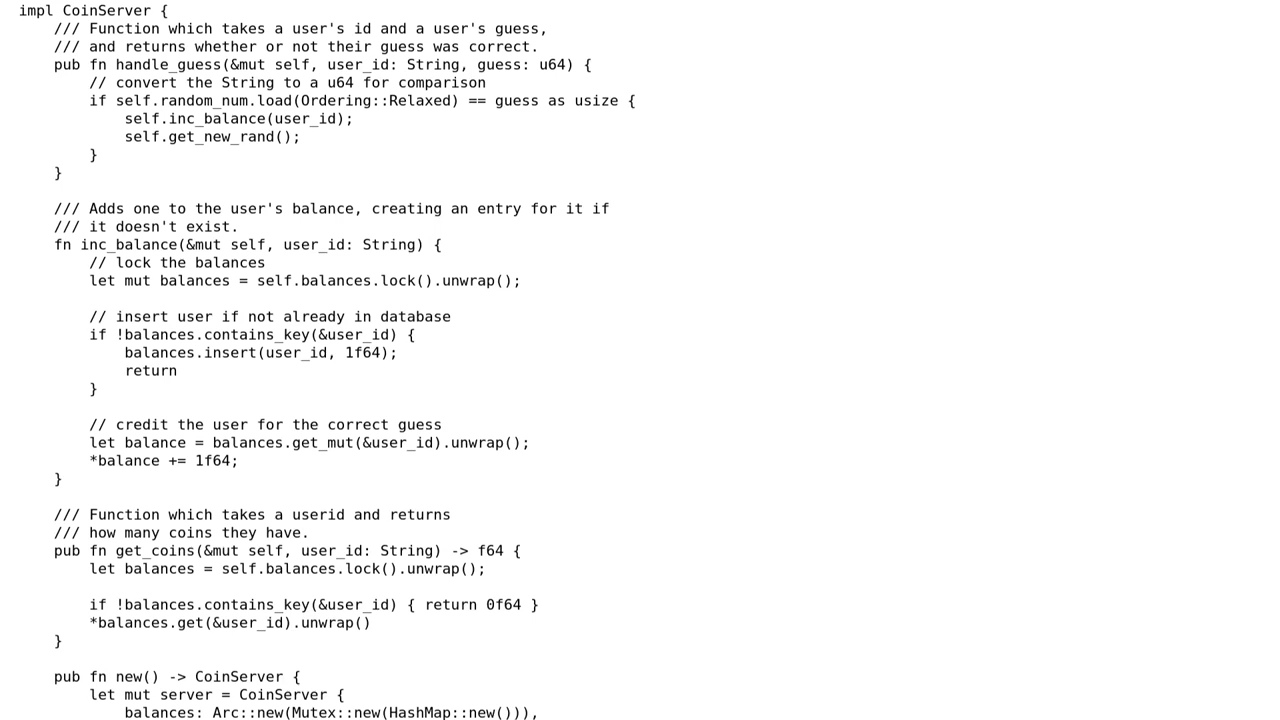 impl CoinServer {
    /// Function which takes a user's id and a user's guess,
    /// and returns whether or not their guess was correct.
    pub fn handle_guess(&mut self, user_id: String, guess: u64) {
        // convert the String to a u64 for comparison
        if self.random_num.load(Ordering::Relaxed) == guess as usize {
            self.inc_balance(user_id);
            self.get_new_rand();
        }
    }

    /// Adds one to the user's balance, creating an entry for it if
    /// it doesn't exist.
    fn inc_balance(&mut self, user_id: String) {
        // lock the balances
        let mut balances = self.balances.lock().unwrap();

        // insert user if not already in database
        if !balances.contains_key(&user_id) {
            balances.insert(user_id, 1f64);
            return
        }

        // credit the user for the correct guess
        let balance = balances.get_mut(&user_id).unwrap();
        *balance += 1f64;
    }

    /// Function which takes a userid and returns
    /// how many coins they have.
    pub fn get_coins(&mut self, user_id: String) -> f64 {
        let balances = self.balances.lock().unwrap();

        if !balances.contains_key(&user_id) { return 0f64 }
        *balances.get(&user_id).unwrap()
    }

    pub fn new() -> CoinServer {
        let mut server = CoinServer {
            balances: Arc::new(Mutex::new(HashMap::new())),